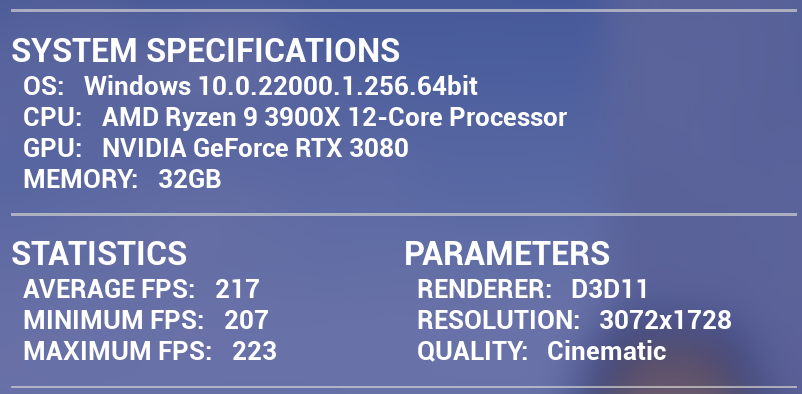 SYSTEM SPECIFICATIONS
OS: Windows 10.0.22000.1.256.64bit
CPU: AMD Ryzen 9 3900X 12-Core Processor
GPU: NVIDIA GeForce RTX 3080
MEMORY: 32GB
STATISTICS
AVERAGE FPS: 217
MINIMUM FPS: 207
MAXIMUM FPS: 223
PARAMETERS
RENDERER: D3D11
RESOLUTION: 3072x1728
QUALITY: Cinematic